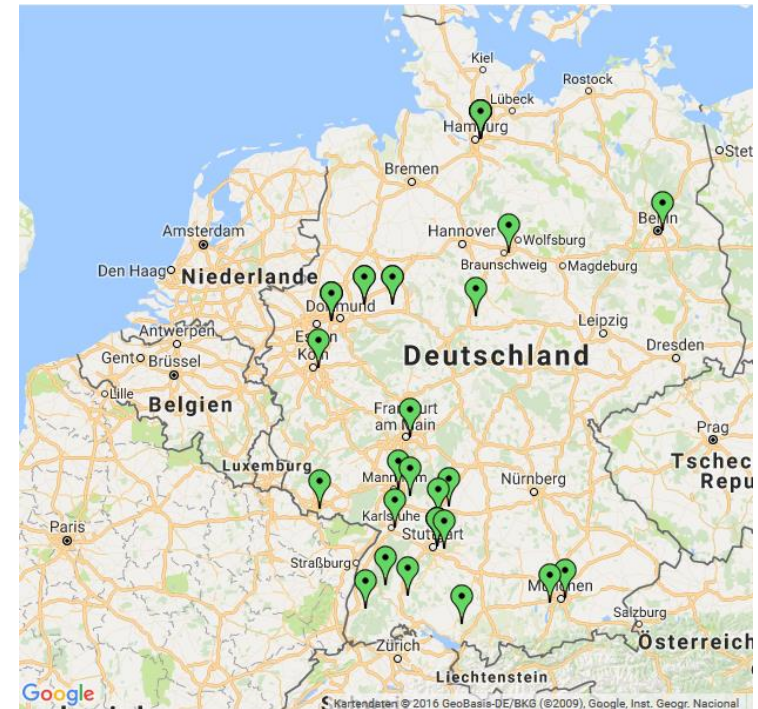 Kiel
Rostock
Lübeck
Hamburg
Stet
Bremen
Amsterdam
Hannover
Wolfsburg
Berlin
Braunschweig
Magdeburg
Den Haag
Niederlande
Dortmund
Essen
Leipzig
Antwerpen
Gent
Brüssel
Köln
Deutschland
Dresden
Lille
Belgien
Frankfurt
am Main
Prag
Luxemburg
Mannheim
Nürnberg
Tschec
Repu
Paris
Karlsruhe
Stuttgart
Straßburg
München
Salzburg
Zürich
Österreich
Liechtenstein
Google
Kartendaten © 2016 GeoBasis-DE/BKG (©2009), Google, Inst. Geogr. Nacional